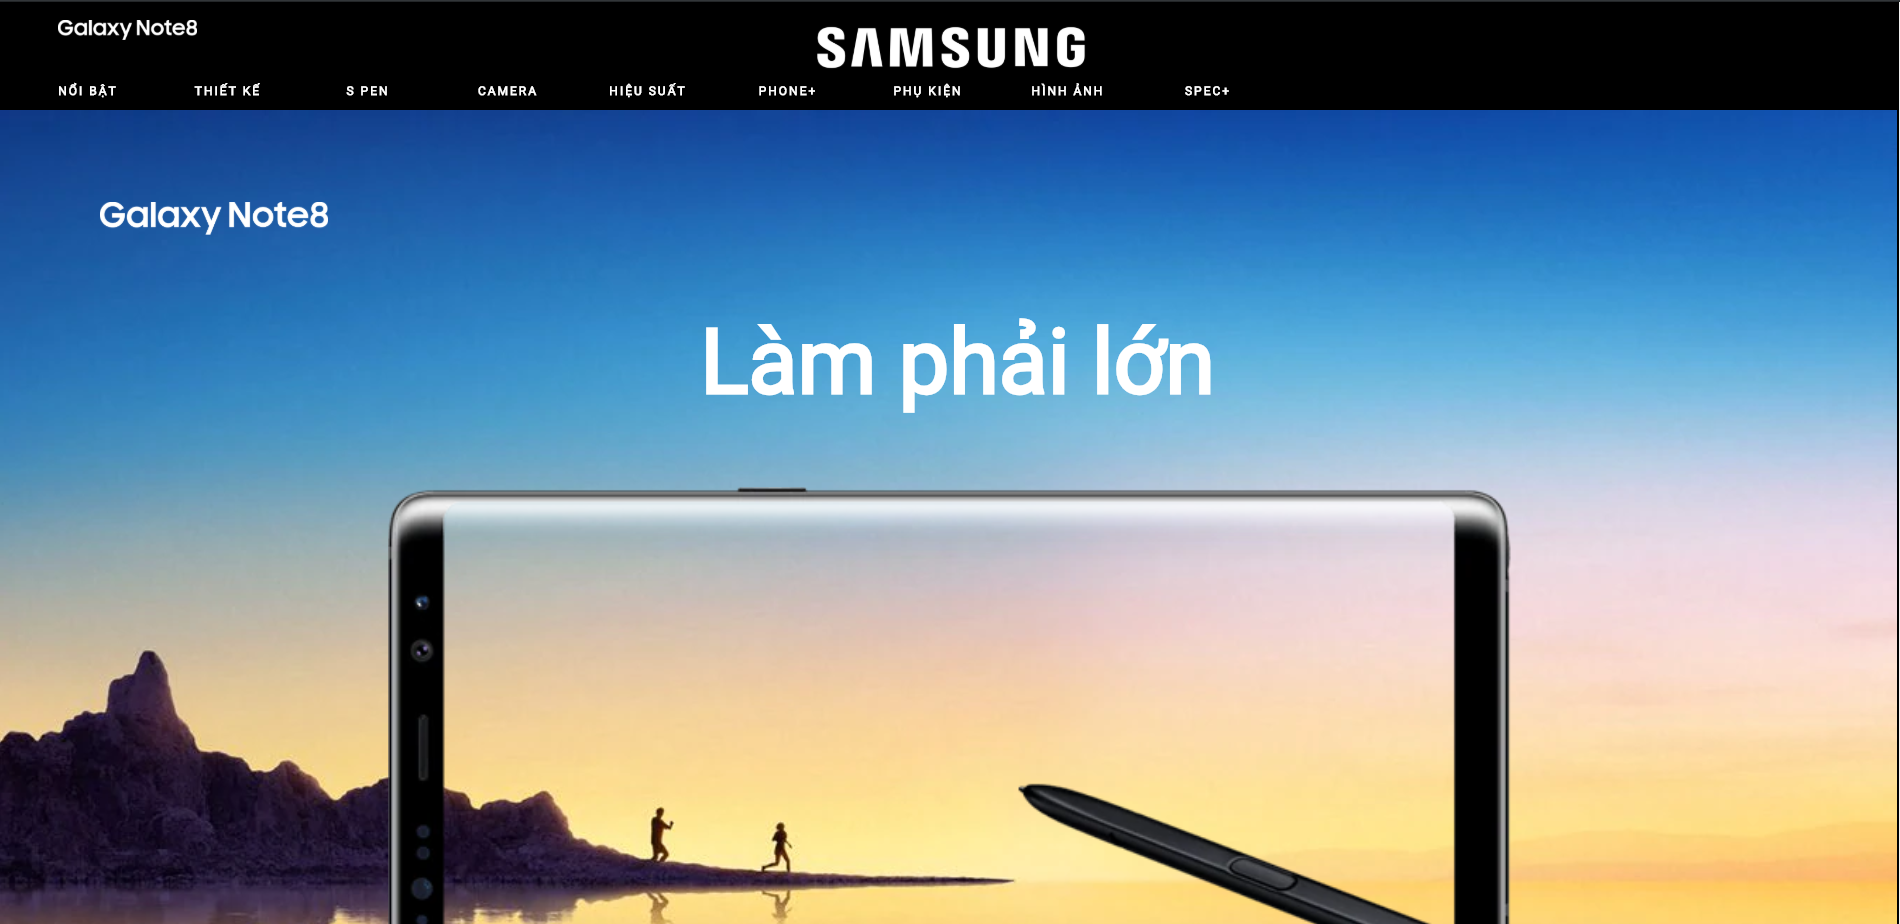 Galaxy Note8
SAMSUNG
NỔI BẬT THIẾT KẾ S PEN CAMERA HIỆU SUẤT PHONE+ PHỤ KIỆN HÌNH ẢNH SPEC+
Galaxy Note8
Làm phải lớn